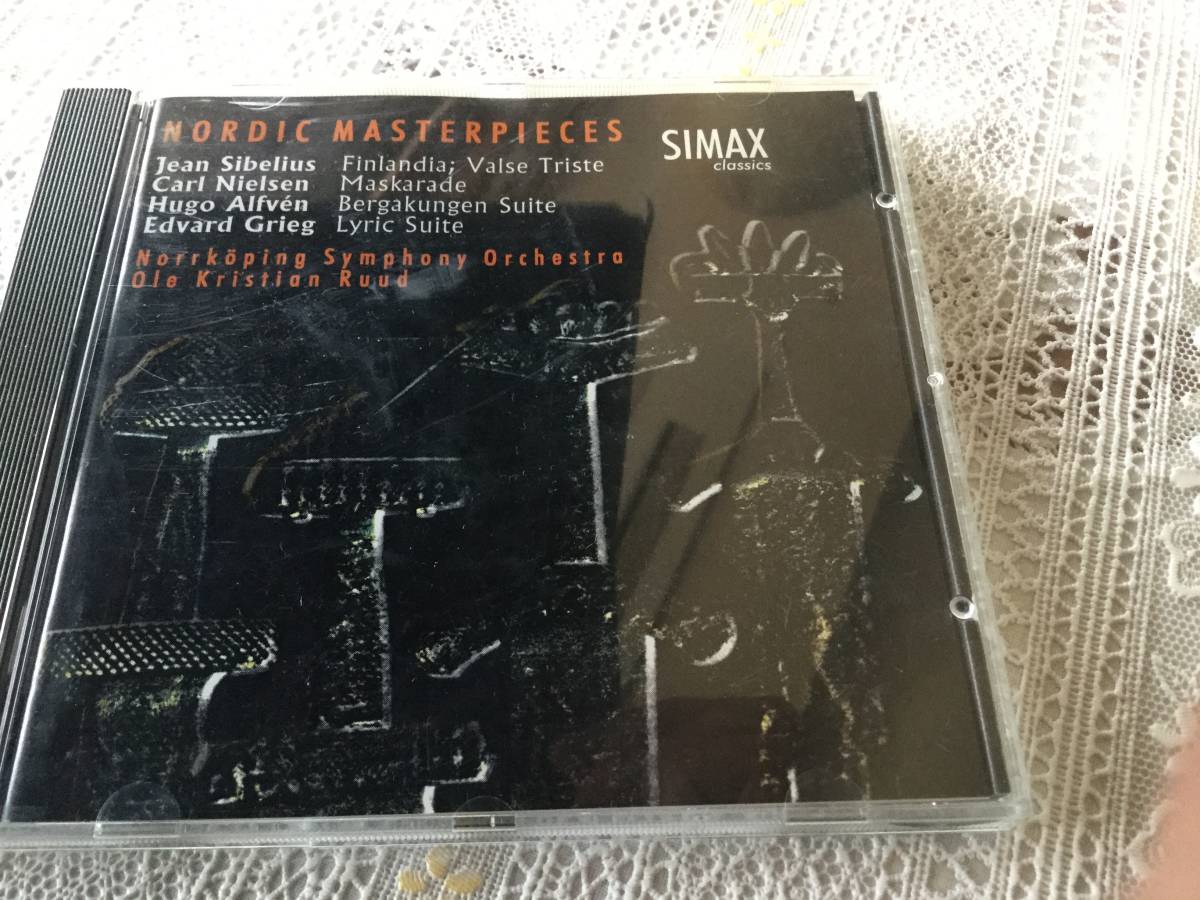 NORDIC MASTERPIECES
SIMAX
classics
Jean Sibelius Finlandia; Valse Triste
Carl Nielsen Maskarade
Hugo Alfvén Bergakungen Suite
Edvard Grieg Lyric Suite
Norrköping Symphony Orchestra
Ole Kristian Ruud